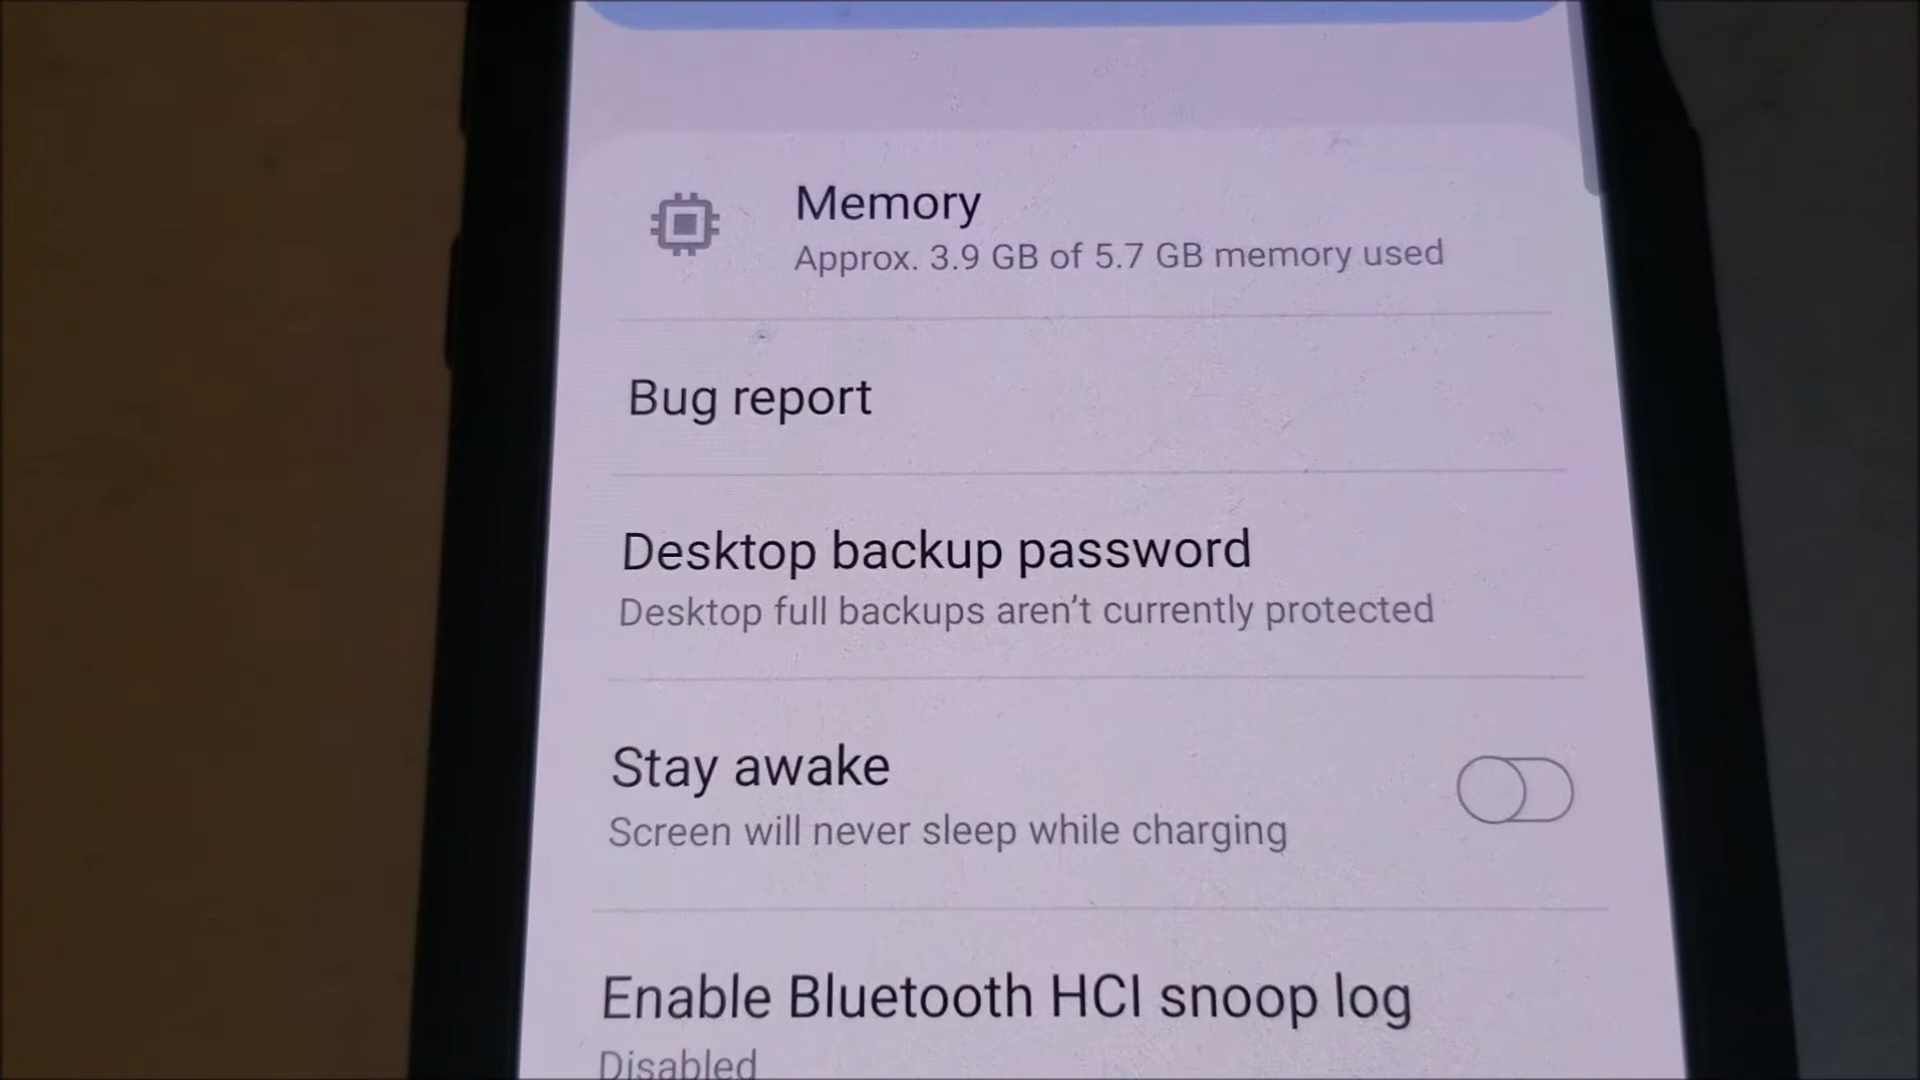 Memory
Approx. 3.9 GB of 5.7 GB memory used
Bug report
Desktop backup password
Desktop full backups aren't currently protected
Stay awake
Screen will never sleep while charging
Enable Bluetooth HCI snoop log
Disabled